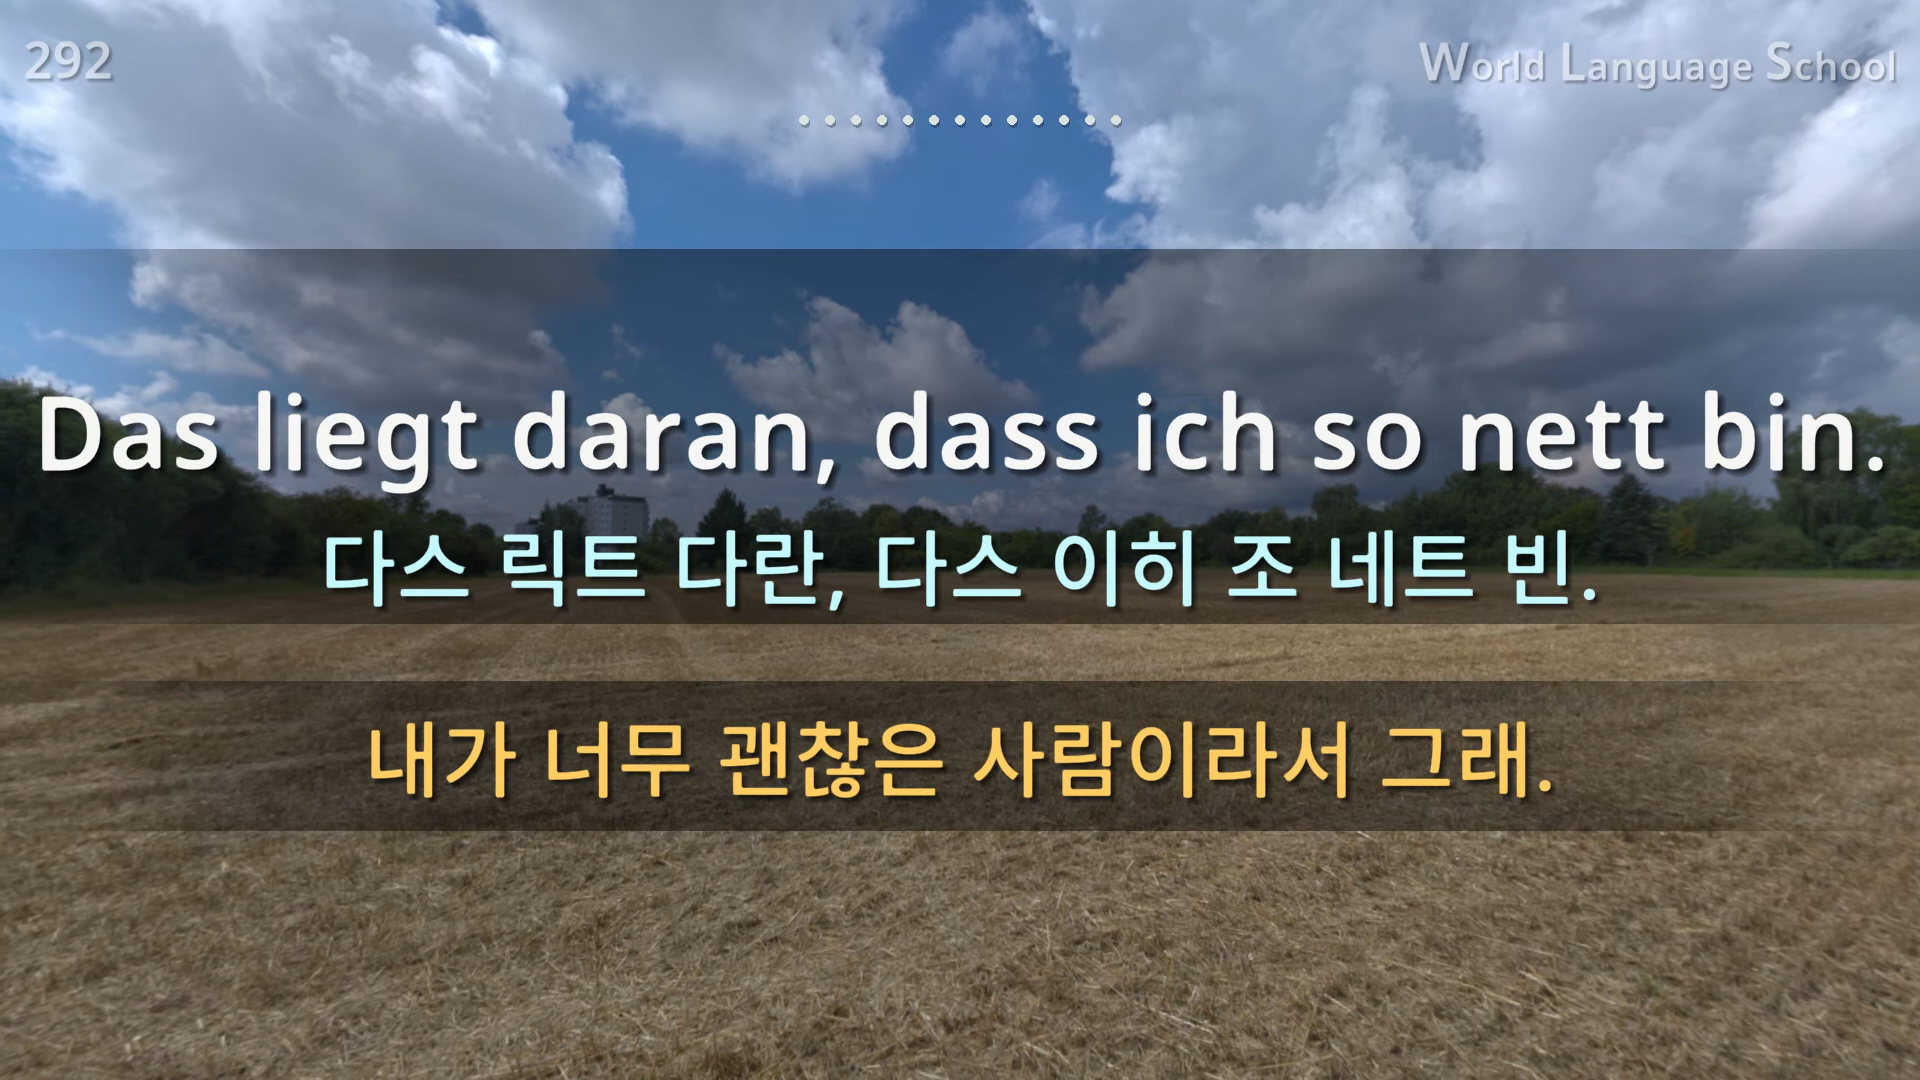 292
World Language School
Das liegt daran, dass ich so nett bin.
다스 릭트 다란, 다스 이히 조 네트 빈.
내가 너무 괜찮은 사람이라서 그래.